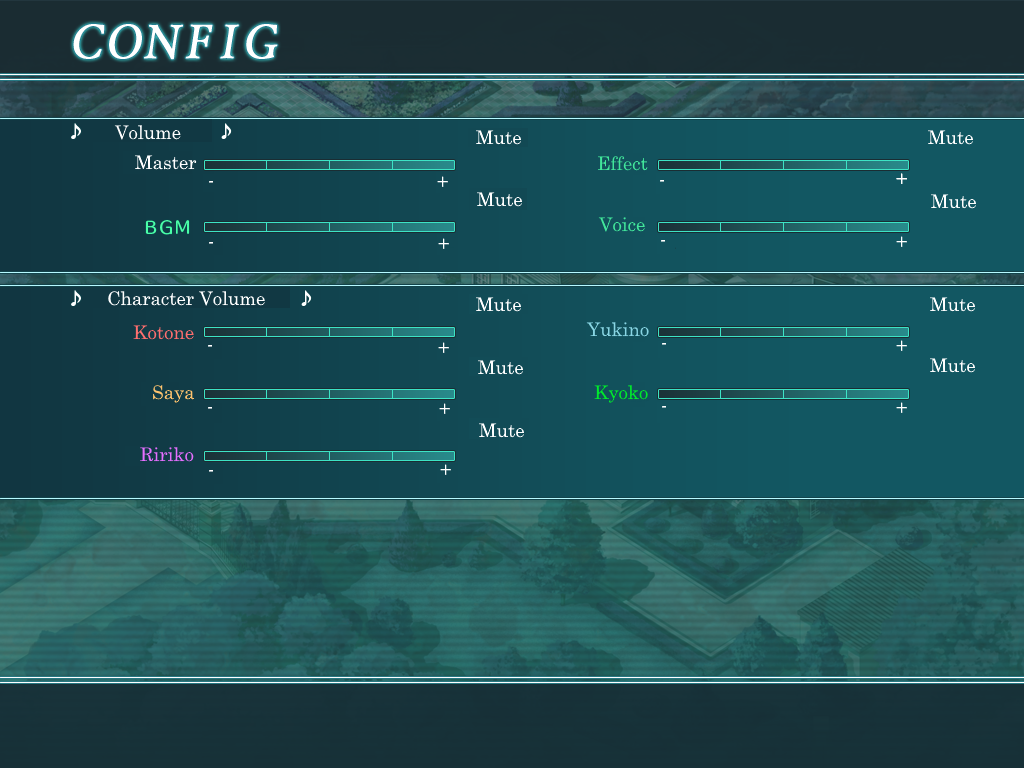 CONFIG
♪ Volume ♪ Mute Mute
Master Effect
- + - +
Mute Mute
BGM Voice
- + - +
♪ Character Volume ♪ Mute Mute
Kotone Yukino
- + - +
Mute Mute
Saya Kyoko
- + - +
Mute
Ririko
- +